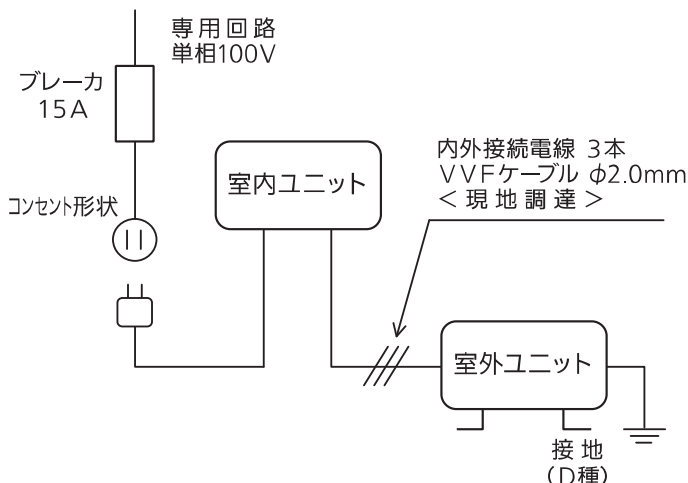 専用回路
単相100V
ブレーカ
15A
コンセント形状
室内ユニット
内外接続電線 3本
VVFケーブル φ2.0mm
<現地調達>
室外ユニット
接地
(D種)